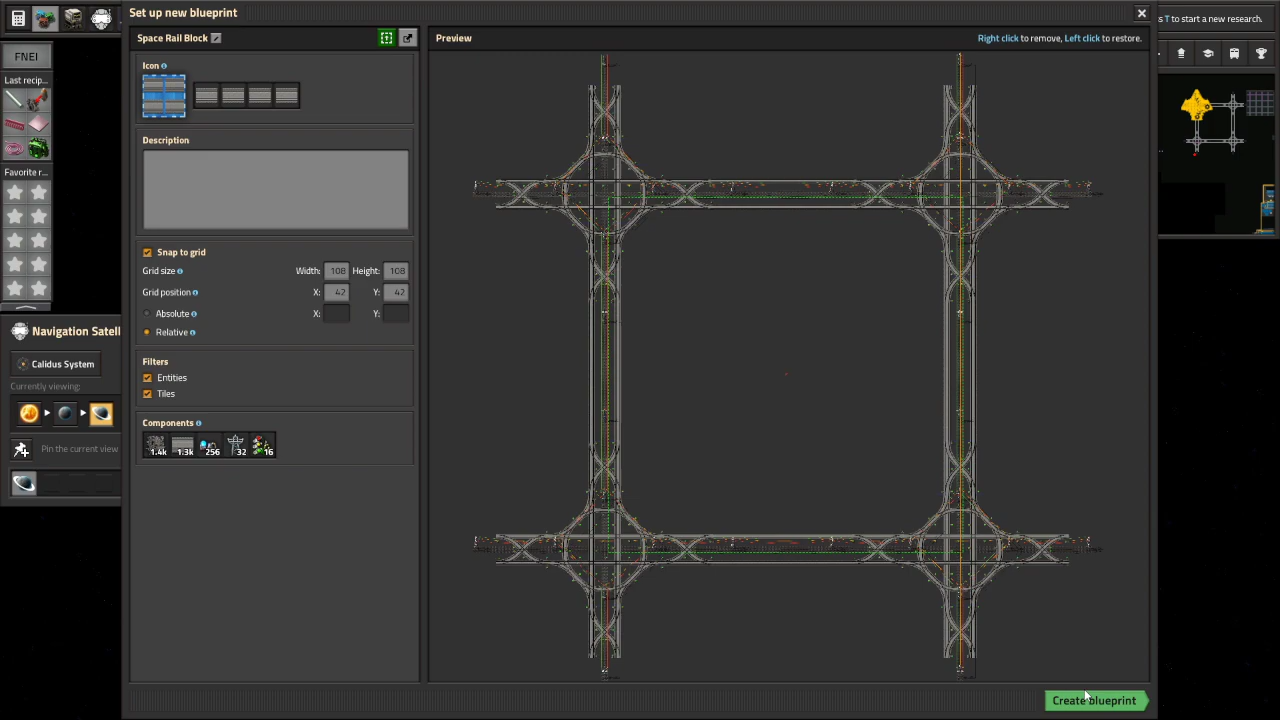 Set up new blueprint
s T to start a new research.
Space Rail Block
Preview
Right click to remove, Left click to restore.
FNEI
Icon
Last recip...
Description
Favorite r...
Snap to grid
Grid size Width: 108 Height: 108
Grid position X: 42 Y: 42
Absolute X: Y:
Relative
Navigation Satell
Filters
Calidus System
Entities
Currently viewing:
Tiles
Components
1.4k 1.3k 256 32 16
Pin the current view
Create blueprint